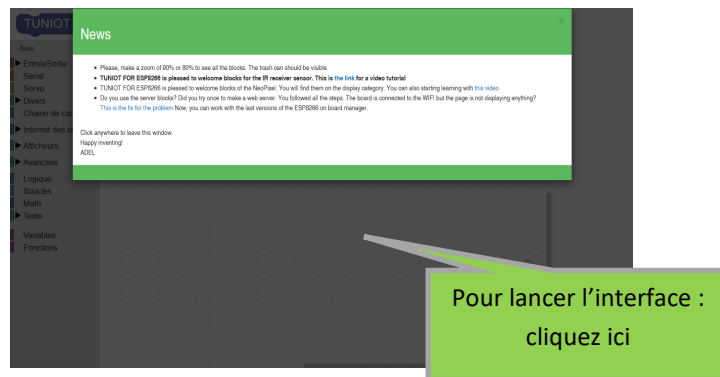 TUNIOT
News
×
Blocs
EntréeSortie
Serial
Servo
Divers
Chaine de car
Internet des o
Afficheurs
Avancées
Logique
Boucles
Math
Texte
Variables
Fonctions
Please, make a zoom of 90% or 80% to see all the blocks. The trash can should be visible.
TUNIOT FOR ESP8266 is pleased to welcome blocks for the IR receiver sensor. This is the link for a video tutorial
TUNIOT FOR ESP8266 is pleased to welcome blocks of the NeoPixel. You will find them on the display category. You can also starting learning with this video
Do you use the server blocks? Did you try once to make a web server. You followed all the steps. The board is connected to the WIFI but the page is not displaying anything?
This is the fix for the problem Now, you can work with the last versions of the ESP8266 on board manager.
Click anywhere to leave this window.
Happy inventing!
ADEL
Pour lancer l'interface :
cliquez ici